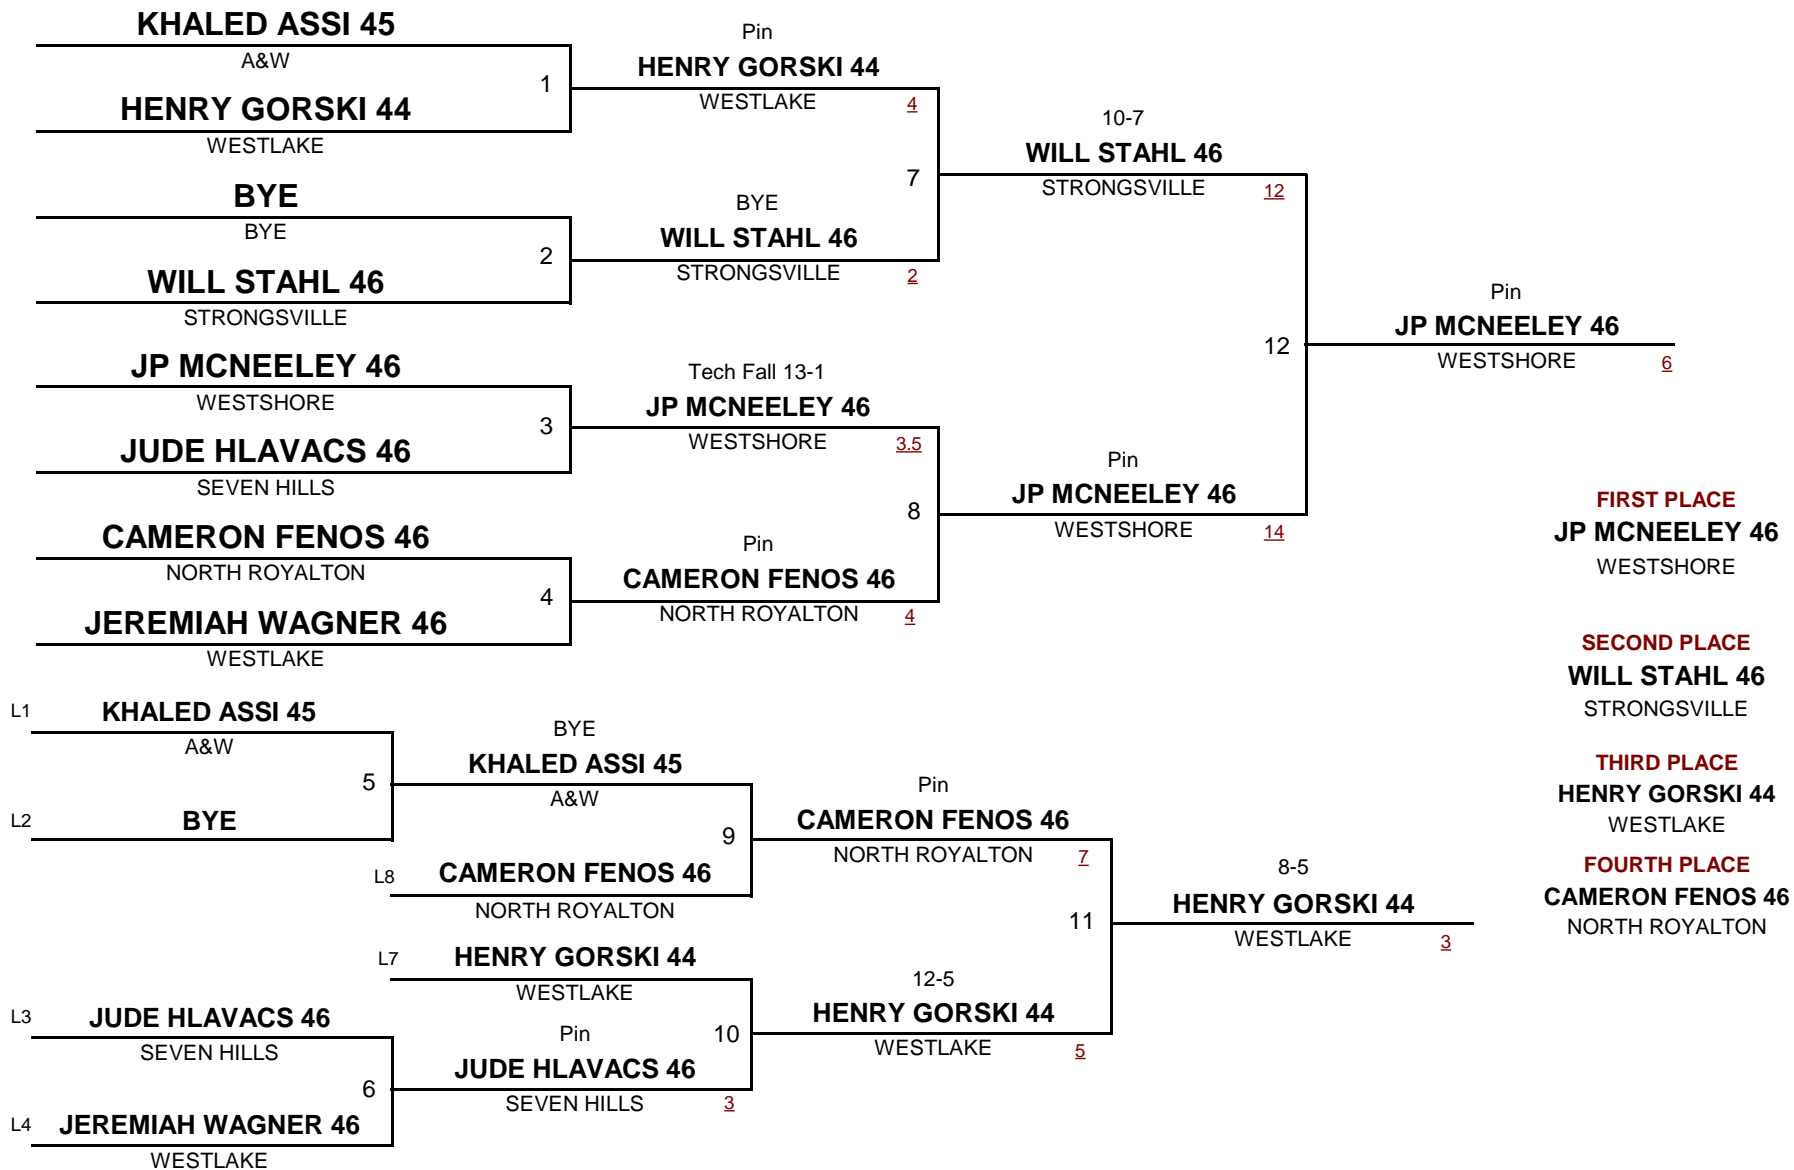 KHALED ASSI 45
A&W
1
HENRY GORSKI 44
WESTLAKE
BYE
BYE
2
WILL STAHL 46
STRONGSVILLE
JP MCNEELEY 46
WESTSHORE
3
JUDE HLAVACS 46
SEVEN HILLS
CAMERON FENOS 46
NORTH ROYALTON
4
JEREMIAH WAGNER 46
WESTLAKE
Pin
HENRY GORSKI 44
WESTLAKE 4
7
BYE
WILL STAHL 46
STRONGSVILLE 2
Tech Fall 13-1
JP MCNEELEY 46
WESTSHORE 3.5
8
Pin
CAMERON FENOS 46
NORTH ROYALTON 4
10-7
WILL STAHL 46
STRONGSVILLE 12
12
Pin
JP MCNEELEY 46
WESTSHORE 14
Pin
JP MCNEELEY 46
WESTSHORE 6
L1 KHALED ASSI 45
A&W
5
L2 BYE
BYE
KHALED ASSI 45
A&W
9
L8 CAMERON FENOS 46
NORTH ROYALTON
L7 HENRY GORSKI 44
WESTLAKE
10
L3 JUDE HLAVACS 46
SEVEN HILLS
6
L4 JEREMIAH WAGNER 46
WESTLAKE
Pin
JUDE HLAVACS 46
SEVEN HILLS 3
Pin
CAMERON FENOS 46
NORTH ROYALTON 7
11
12-5
HENRY GORSKI 44
WESTLAKE 5
8-5
HENRY GORSKI 44
WESTLAKE 3
FIRST PLACE
JP MCNEELEY 46
WESTSHORE
SECOND PLACE
WILL STAHL 46
STRONGSVILLE
THIRD PLACE
HENRY GORSKI 44
WESTLAKE
FOURTH PLACE
CAMERON FENOS 46
NORTH ROYALTON